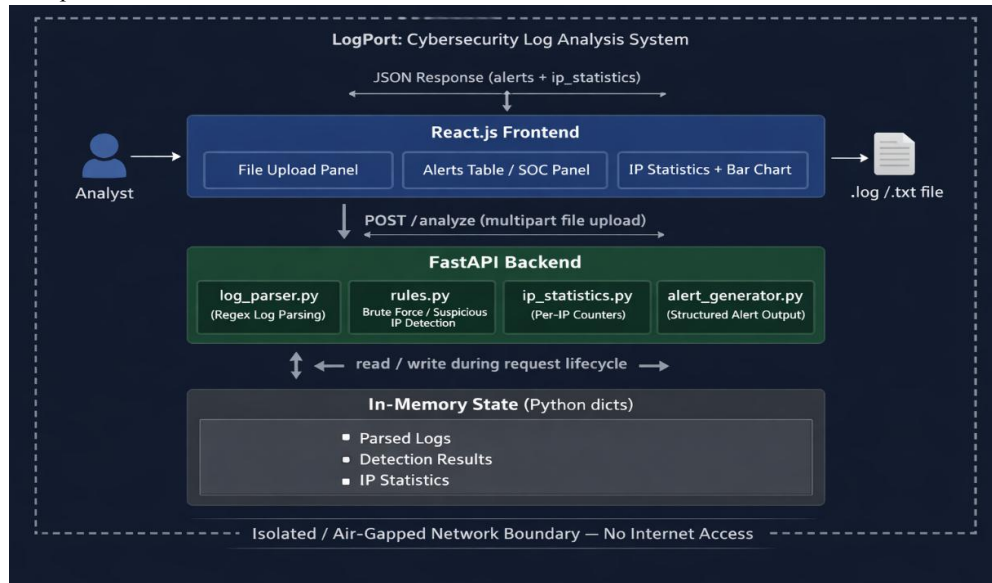 LogPort: Cybersecurity Log Analysis System
JSON Response (alerts + ip_statistics)
React.js Frontend
File Upload Panel
Alerts Table / SOC Panel
IP Statistics + Bar Chart
Analyst
.log /.txt file
POST /analyze (multipart file upload)
FastAPI Backend
log_parser.py
(Regex Log Parsing)
rules.py
Brute Force / Suspicious
IP Detection
ip_statistics.py
(Per-IP Counters)
alert_generator.py
(Structured Alert Output)
read / write during request lifecycle
In-Memory State (Python dicts)
Parsed Logs
Detection Results
IP Statistics
Isolated / Air-Gapped Network Boundary — No Internet Access